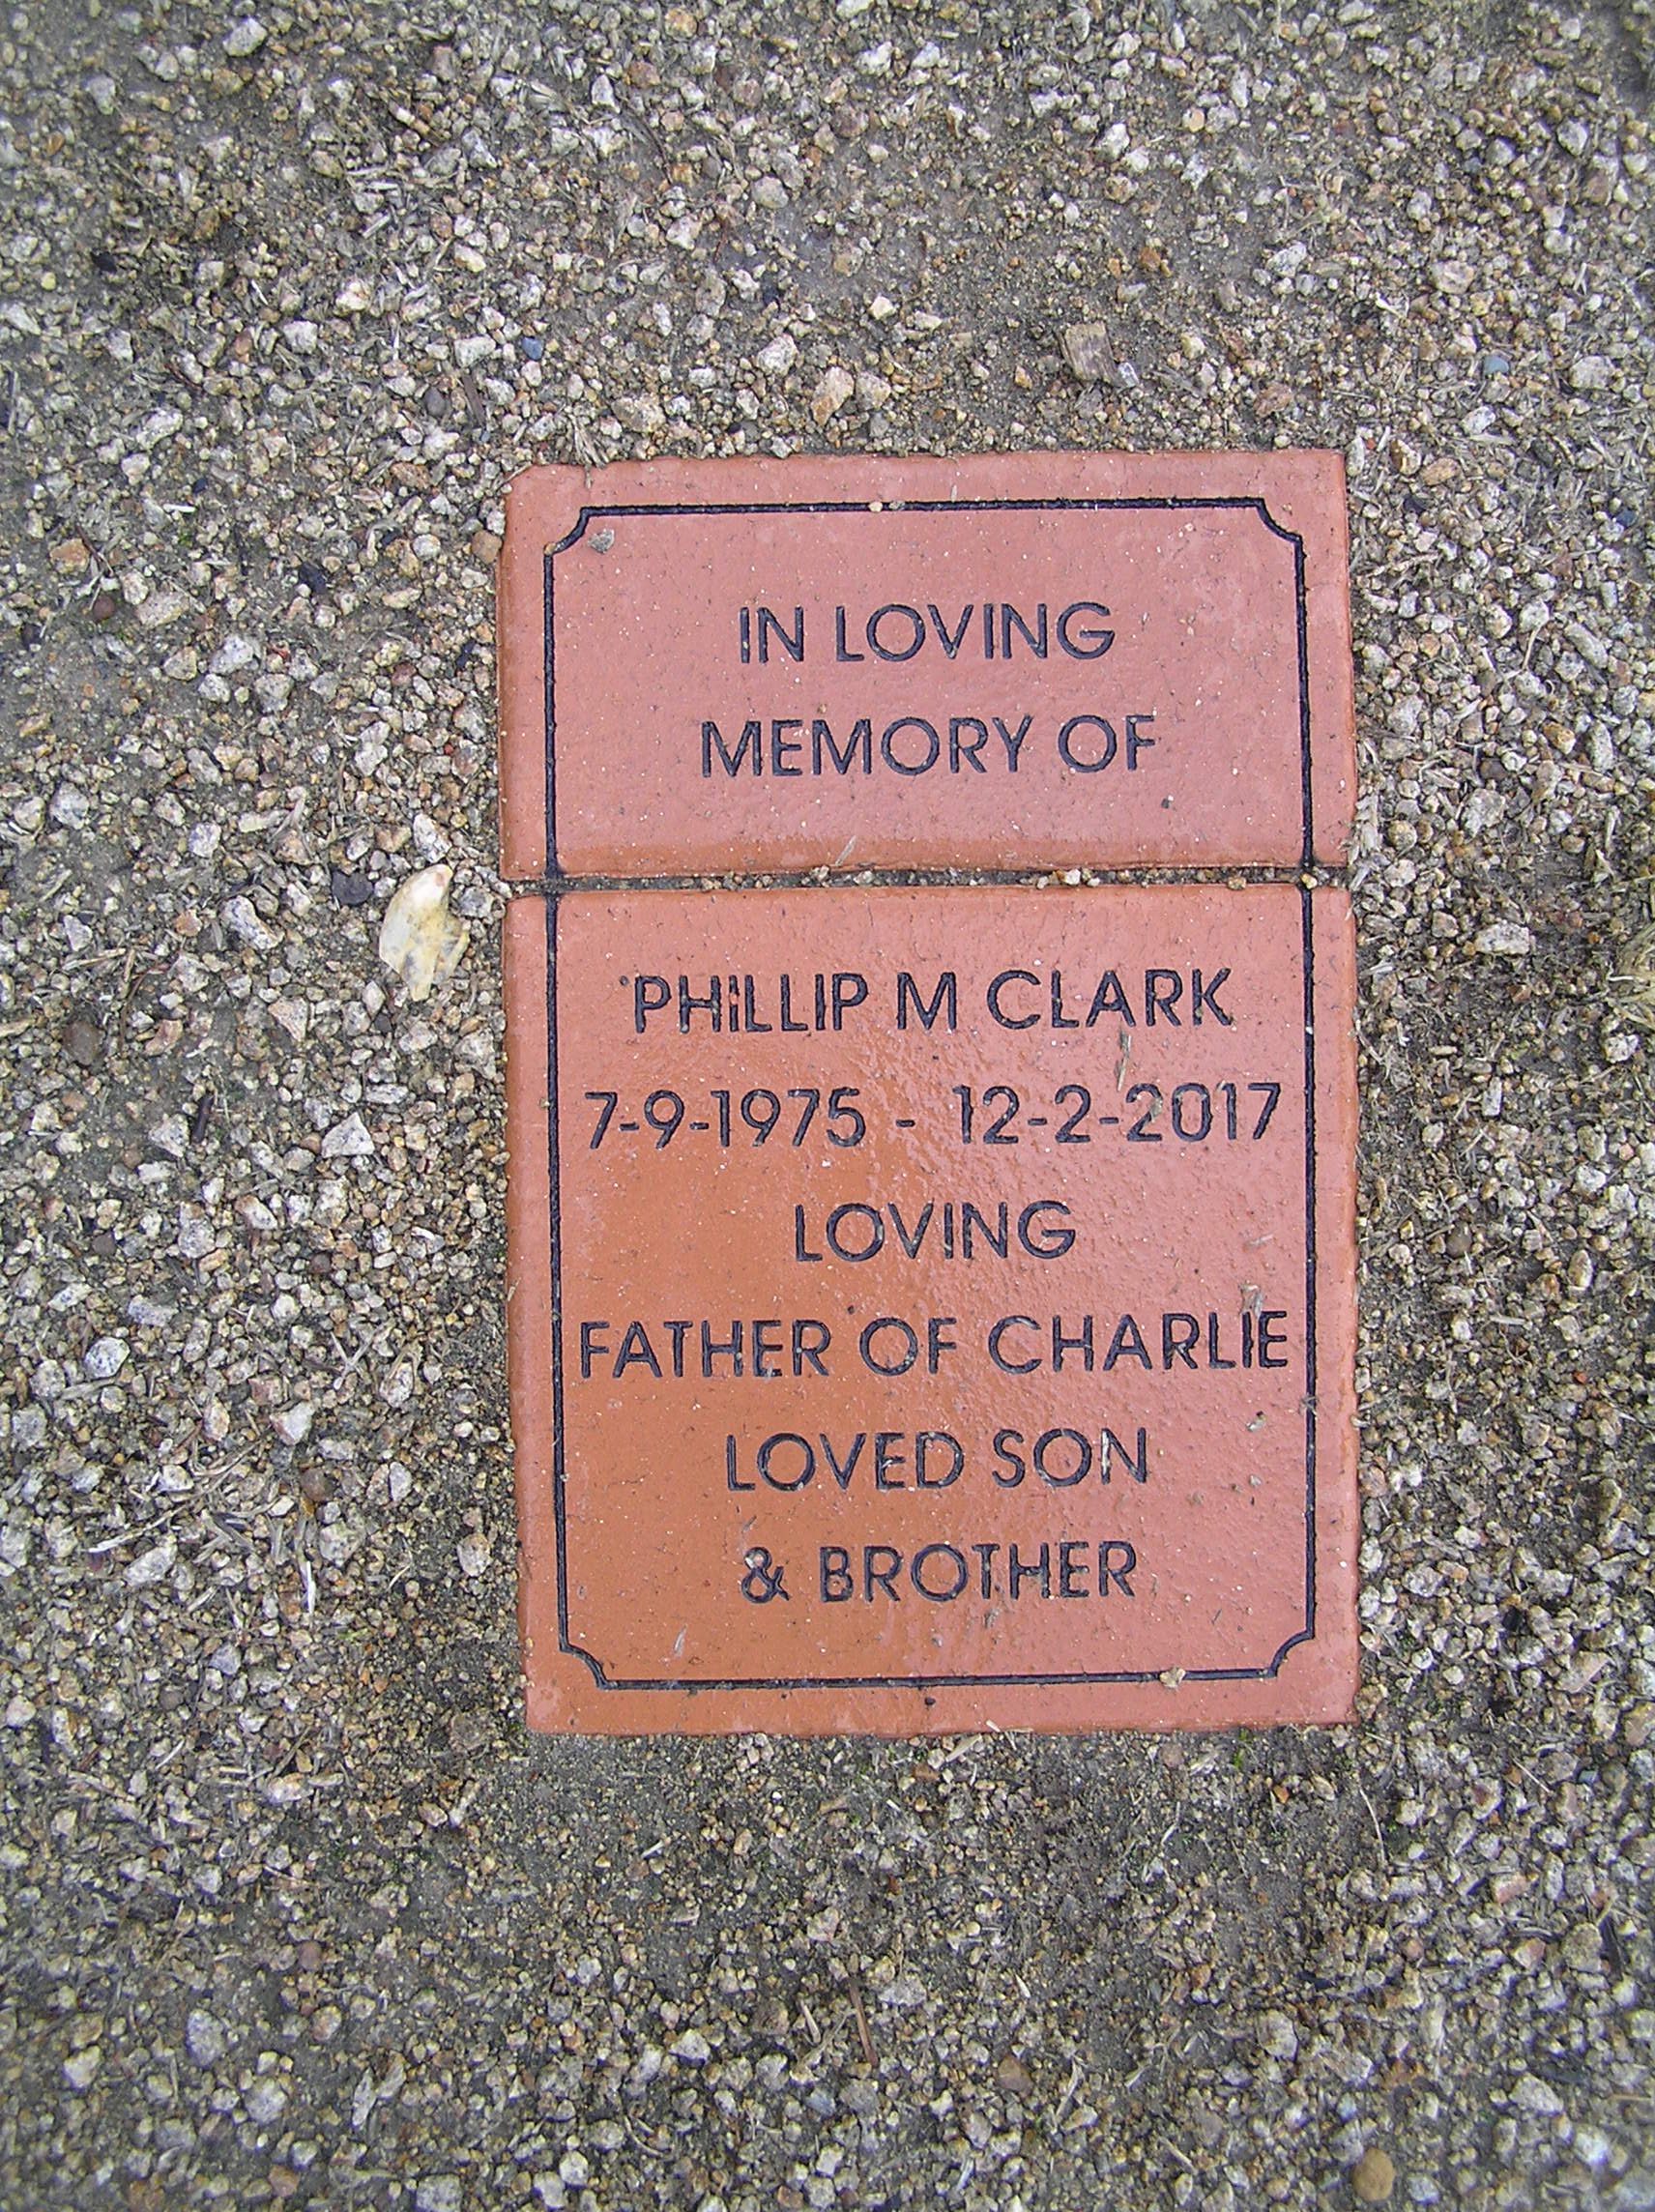 IN LOVING
MEMORY OF
PHILLIP M CLARK
7-9-1975 - 12-2-2017
LOVING
FATHER OF CHARLIE
LOVED SON
& BROTHER